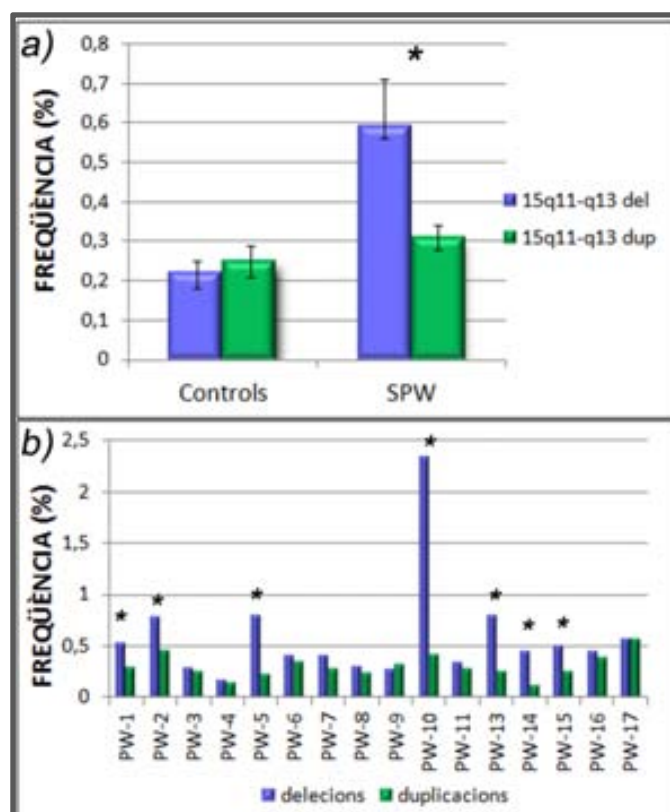 a)
FREQÜÈNCIA (%)
0,8
0,7
0,6
0,5
0,4
0,3
0,2
0,1
0
*
Controls
SPW
15q11-q13 del
15q11-q13 dup
b)
FREQÜÈNCIA (%)
2,5
2
1,5
1
0,5
0
* * * * * * *
PW-1 PW-2 PW-3 PW-4 PW-5 PW-6 PW-7 PW-8 PW-9 PW-10 PW-11 PW-13 PW-14 PW-15 PW-16 PW-17
delecions duplicacions